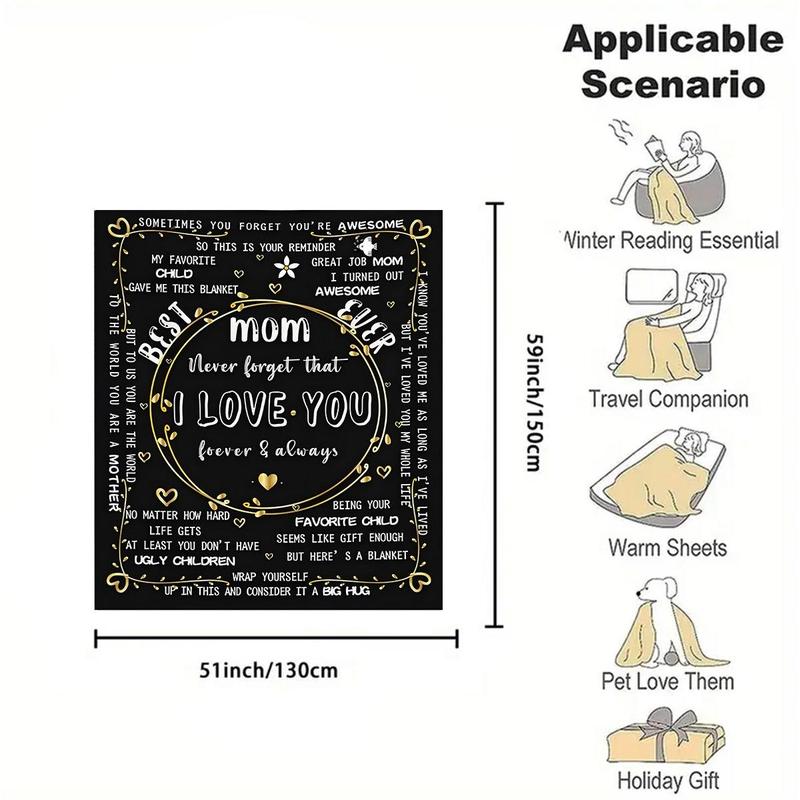 Applicable
Scenario
Winter Reading Essential
Travel Companion
Warm Sheets
Pet Love Them
Holiday Gift
SOMETIMES YOU FORGET YOU'RE AWESOME
SO THIS IS YOUR REMINDER
MY FAVORITE
CHILD
GAVE ME THIS BLANKET
GREAT JOB MOM
I TURNED OUT
AWESOME
BEST
mom
EVER
Never forget that
I LOVE YOU
foever & always
TO THE WORLD YOU ARE A MOTHER
BUT TO US YOU ARE THE WORLD
I KNOW YOU'VE LOVED ME AS LONG AS I'VE LIVED
BUT I'VE LOVED YOU MY WHOLE LIFE
NO MATTER HOW HARD
LIFE GETS
AT LEAST YOU DON'T HAVE
UGLY CHILDREN
BEING YOUR
FAVORITE CHILD
SEEMS LIKE GIFT ENOUGH
BUT HERE' S A BLANKET
WRAP YOURSELF
UP IN THIS AND CONSIDER IT A BIG HUG
59inch/150cm
51inch/130cm